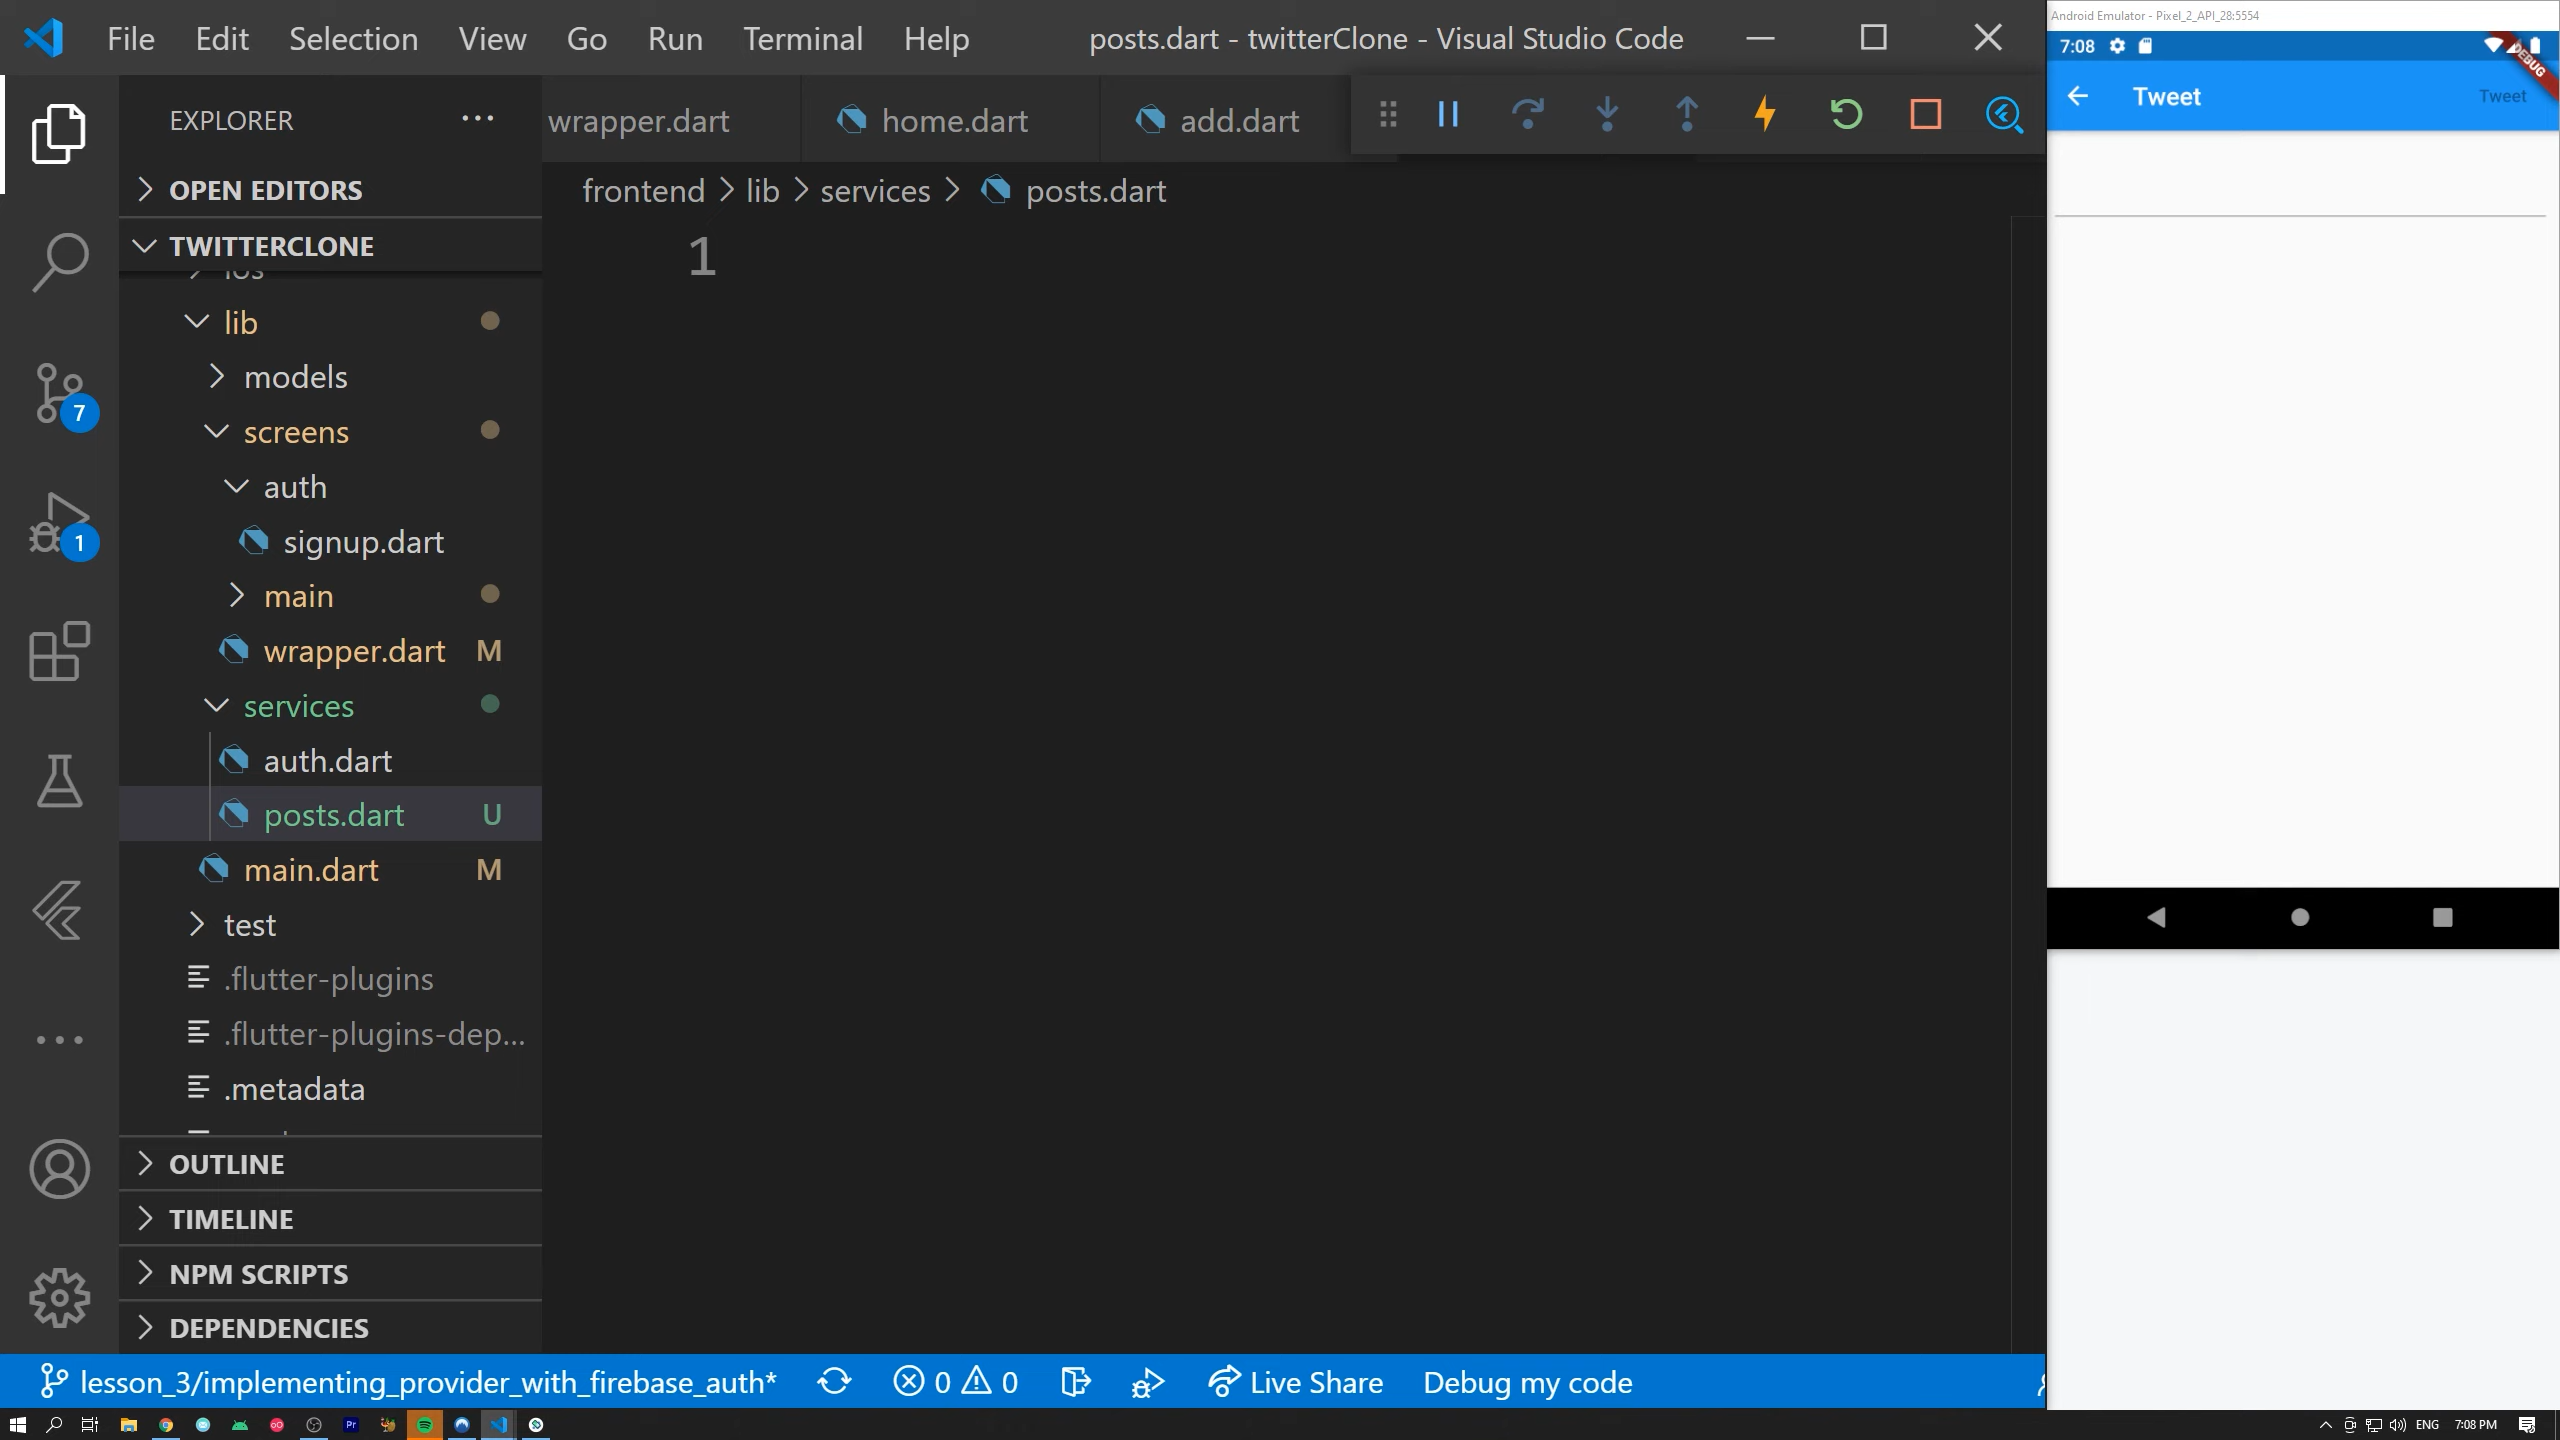 File Edit Selection View Go Run Terminal Help posts.dart - twitterClone - Visual Studio Code
EXPLORER
OPEN EDITORS
TWITTERCLONE
ios
lib
models
screens
auth
signup.dart
main
wrapper.dart M
services
auth.dart
posts.dart U
main.dart M
test
.flutter-plugins
.flutter-plugins-dep...
.metadata
OUTLINE
TIMELINE
NPM SCRIPTS
DEPENDENCIES
7
1
wrapper.dart home.dart add.dart
frontend > lib > services > posts.dart
1
lesson_3/implementing_provider_with_firebase_auth* 0 0 Live Share Debug my code
Android Emulator - Pixel_2_API_28:5554
7:08
DEBUG
Tweet Tweet
Pr
ENG 7:08 PM